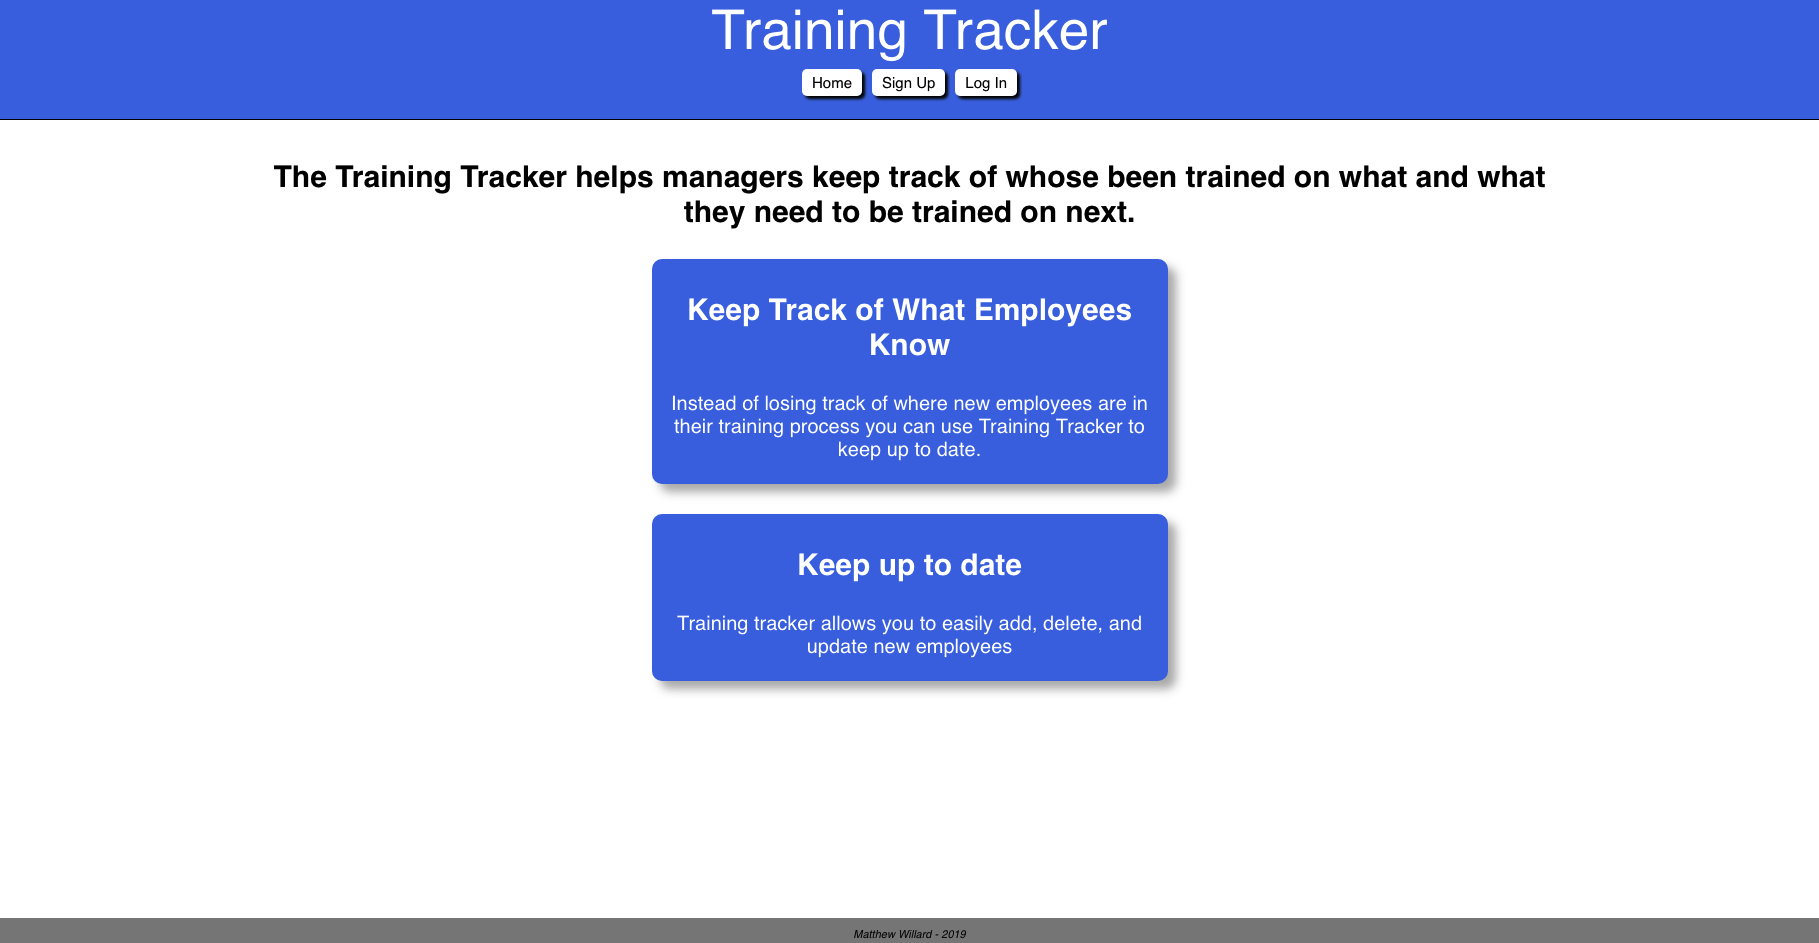 Training Tracker
Home Sign Up Log In
The Training Tracker helps managers keep track of whose been trained on what and what
they need to be trained on next.
Keep Track of What Employees
Know
Instead of losing track of where new employees are in
their training process you can use Training Tracker to
keep up to date.
Keep up to date
Training tracker allows you to easily add, delete, and
update new employees
Matthew Willard - 2019